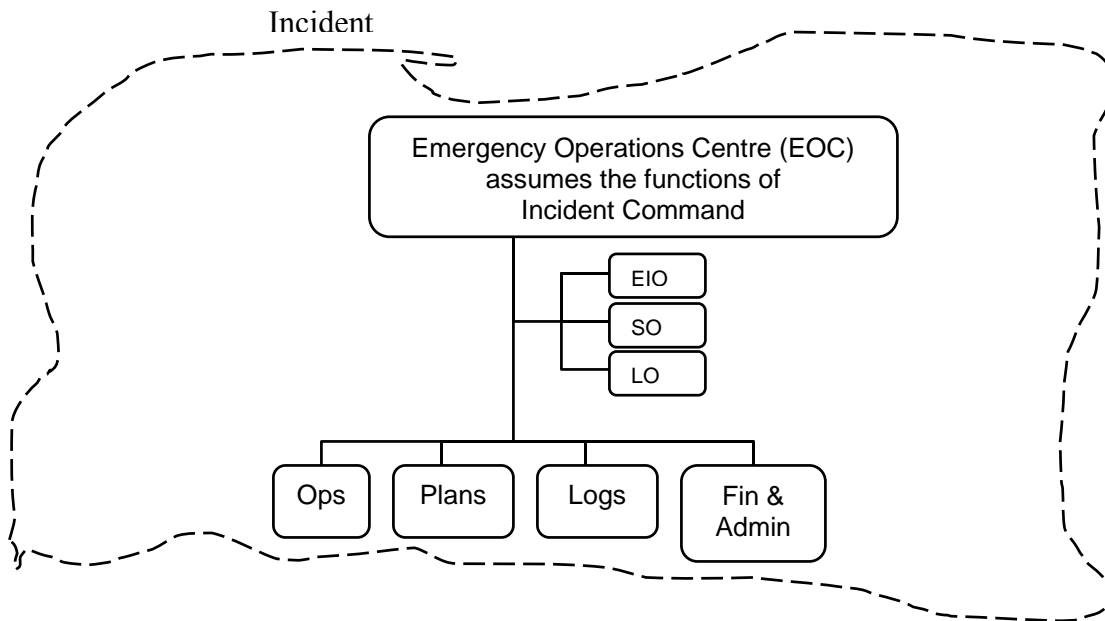 Incident
Emergency Operations Centre (EOC)
assumes the functions of
Incident Command
EIO
SO
LO
Ops
Plans
Logs
Fin &
Admin